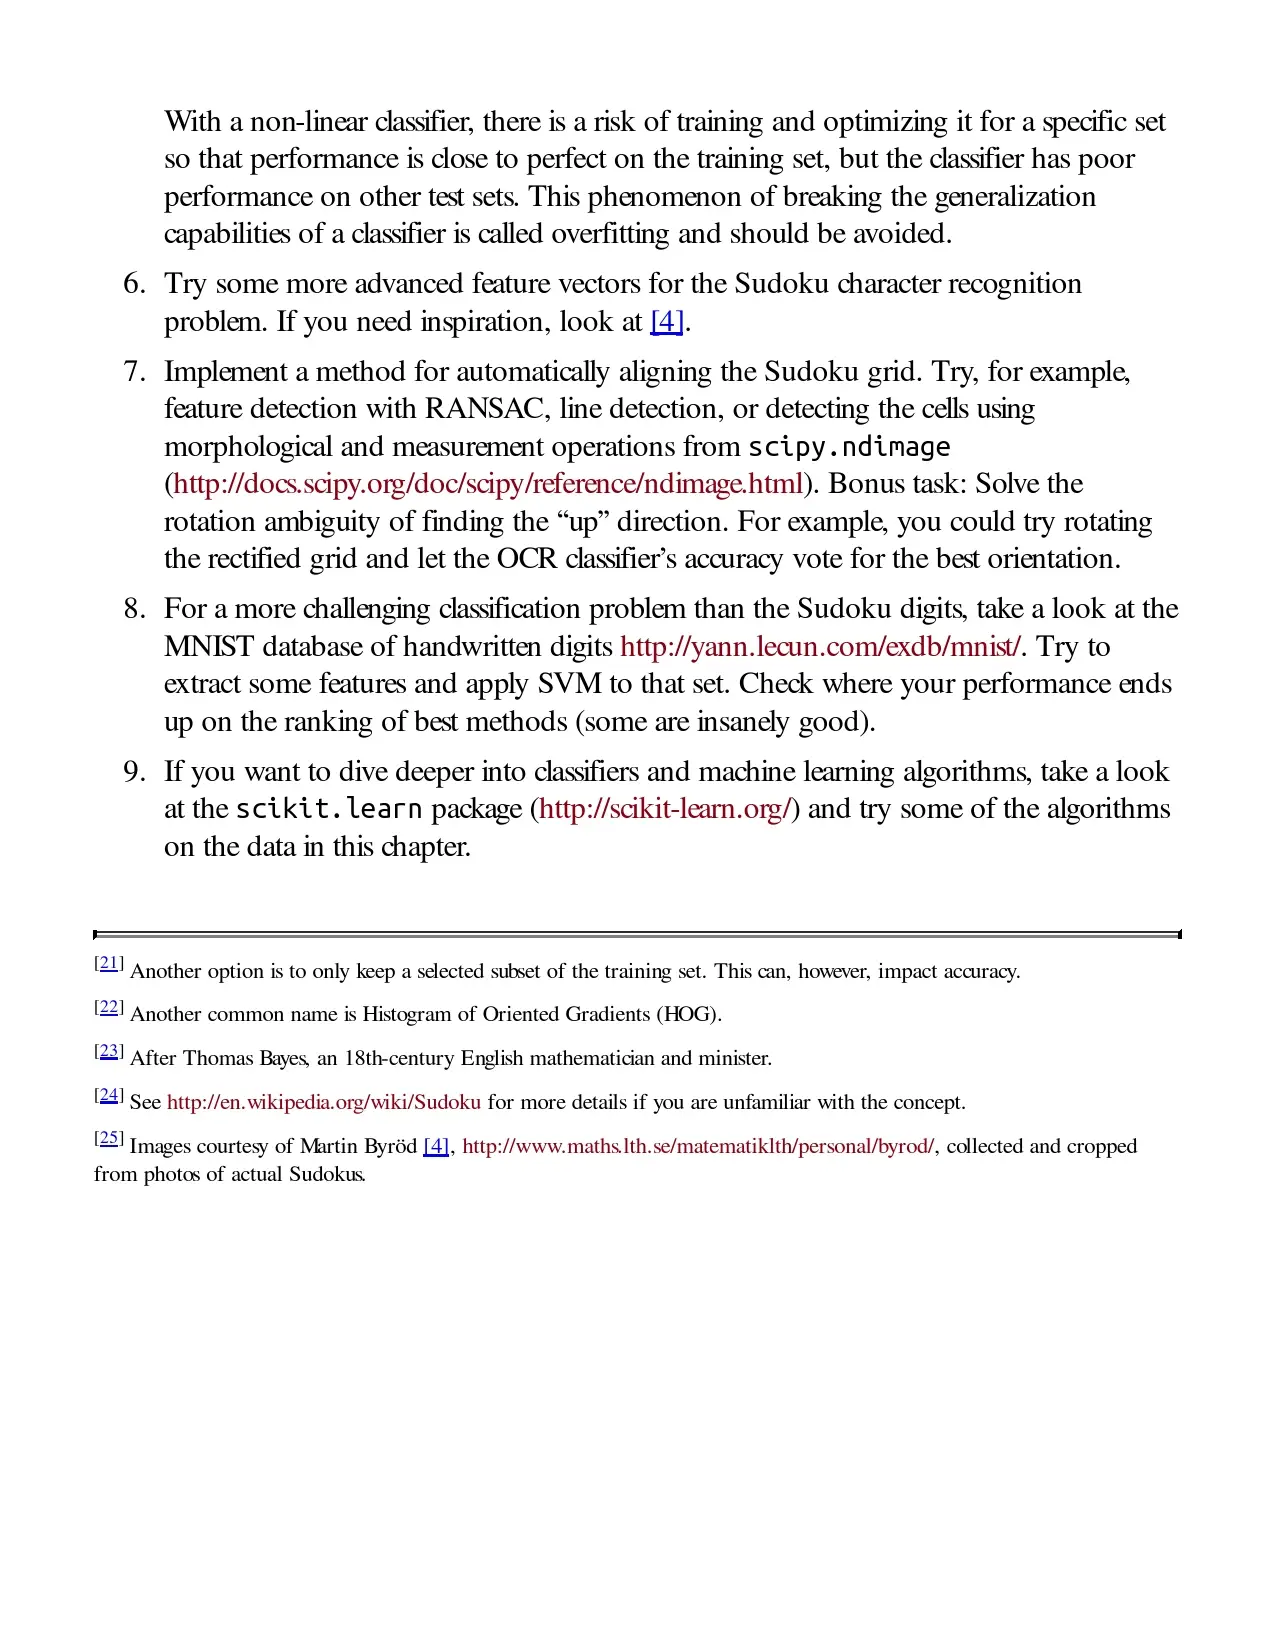 With a non-linear classifier, there is a risk of training and optimizing it for a specific set
so that performance is close to perfect on the training set, but the classifier has poor
performance on other test sets. This phenomenon of breaking the generalization
capabilities of a classifier is called overfitting and should be avoided.
6. Try some more advanced feature vectors for the Sudoku character recognition
problem. If you need inspiration, look at [4].
7. Implement a method for automatically aligning the Sudoku grid. Try, for example,
feature detection with RANSAC, line detection, or detecting the cells using
morphological and measurement operations from scipy.ndimage
(http://docs.scipy.org/doc/scipy/reference/ndimage.html). Bonus task: Solve the
rotation ambiguity of finding the “up” direction. For example, you could try rotating
the rectified grid and let the OCR classifier’s accuracy vote for the best orientation.
8. For a more challenging classification problem than the Sudoku digits, take a look at the
MNIST database of handwritten digits http://yann.lecun.com/exdb/mnist/. Try to
extract some features and apply SVM to that set. Check where your performance ends
up on the ranking of best methods (some are insanely good).
9. If you want to dive deeper into classifiers and machine learning algorithms, take a look
at the scikit.learn package (http://scikit-learn.org/) and try some of the algorithms
on the data in this chapter.
[21] Another option is to only keep a selected subset of the training set. This can, however, impact accuracy.
[22] Another common name is Histogram of Oriented Gradients (HOG).
[23] After Thomas Bayes, an 18th-century English mathematician and minister.
[24] See http://en.wikipedia.org/wiki/Sudoku for more details if you are unfamiliar with the concept.
[25] Images courtesy of Martin Byröd [4], http://www.maths.lth.se/matematiklth/personal/byrod/, collected and cropped
from photos of actual Sudokus.